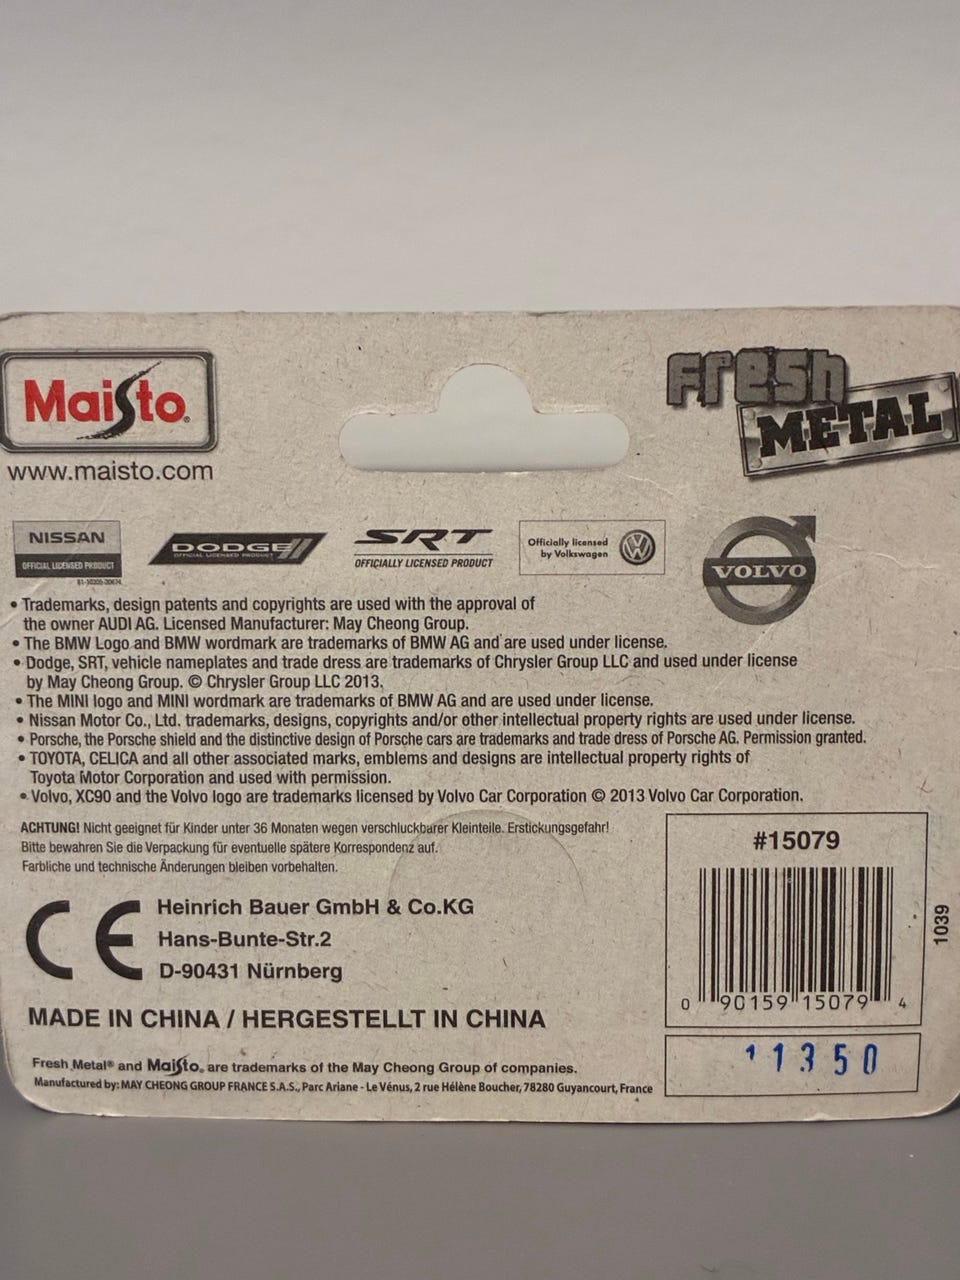 Maisto®
www.maisto.com
Fresh
METAL
NISSAN
OFFICIAL LICENSED PRODUCT
DODGE
OFFICIAL LICENSED PRODUCT
SRT
OFFICIALLY LICENSED PRODUCT
Officially licensed
by Volkswagen
VOLVO
• Trademarks, design patents and copyrights are used with the approval of
the owner AUDI AG. Licensed Manufacturer: May Cheong Group.
• The BMW Logo and BMW wordmark are trademarks of BMW AG and are used under license.
• Dodge, SRT, vehicle nameplates and trade dress are trademarks of Chrysler Group LLC and used under license
by May Cheong Group. © Chrysler Group LLC 2013.
• The MINI logo and MINI wordmark are trademarks of BMW AG and are used under license.
• Nissan Motor Co., Ltd. trademarks, designs, copyrights and/or other intellectual property rights are used under license.
• Porsche, the Porsche shield and the distinctive design of Porsche cars are trademarks and trade dress of Porsche AG. Permission granted.
• TOYOTA, CELICA and all other associated marks, emblems and designs are intellectual property rights of
Toyota Motor Corporation and used with permission.
• Volvo, XC90 and the Volvo logo are trademarks licensed by Volvo Car Corporation © 2013 Volvo Car Corporation.
ACHTUNG! Nicht geeignet für Kinder unter 36 Monaten wegen verschluckbarer Kleinteile. Erstickungsgefahr!
Bitte bewahren Sie die Verpackung für eventuelle spätere Korrespondenz auf.
Farbliche und technische Änderungen bleiben vorbehalten.
CE
Heinrich Bauer GmbH & Co.KG
Hans-Bunte-Str.2
D-90431 Nürnberg
MADE IN CHINA / HERGESTELLT IN CHINA
Fresh Metal® and Maisto® are trademarks of the May Cheong Group of companies.
Manufactured by: MAY CHEONG GROUP FRANCE S.A.S., Parc Ariane - Le Vénus, 2 rue Hélène Boucher, 78280 Guyancourt, France
#15079
0 90159 15079 4
1039
11350